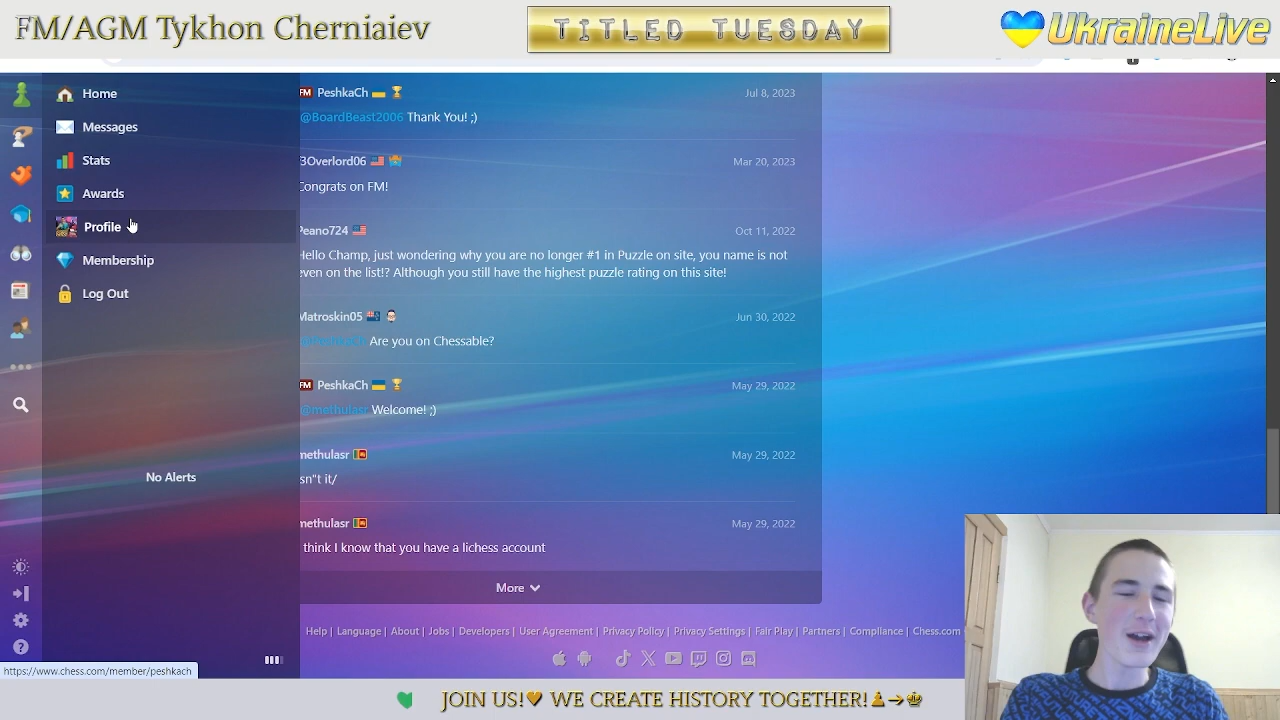 FM/AGM Tykhon Cherniaiev
TITLED TUESDAY
UkraineLive
Home
Messages
Stats
Awards
Profile
Membership
Log Out
No Alerts
https://www.chess.com/member/peshkach
FM PeshkaCh
Jul 8, 2023
@BoardBeast2006 Thank You! ;)
3Overlord06
Mar 20, 2023
Congrats on FM!
Peano724
Oct 11, 2022
Hello Champ, just wondering why you are no longer #1 in Puzzle on site, you name is not
even on the list!? Although you still have the highest puzzle rating on this site!
Matroskin05
Jun 30, 2022
@PeshkaCh Are you on Chessable?
FM PeshkaCh
May 29, 2022
@methulasr Welcome! ;)
methulasr
May 29, 2022
sn"t it/
methulasr
May 29, 2022
think I know that you have a lichess account
More
Help | Language | About | Jobs | Developers | User Agreement | Privacy Policy | Privacy Settings | Fair Play | Partners | Compliance | Chess.com
JOIN US!🧡 WE CREATE HISTORY TOGETHER!♟→♚